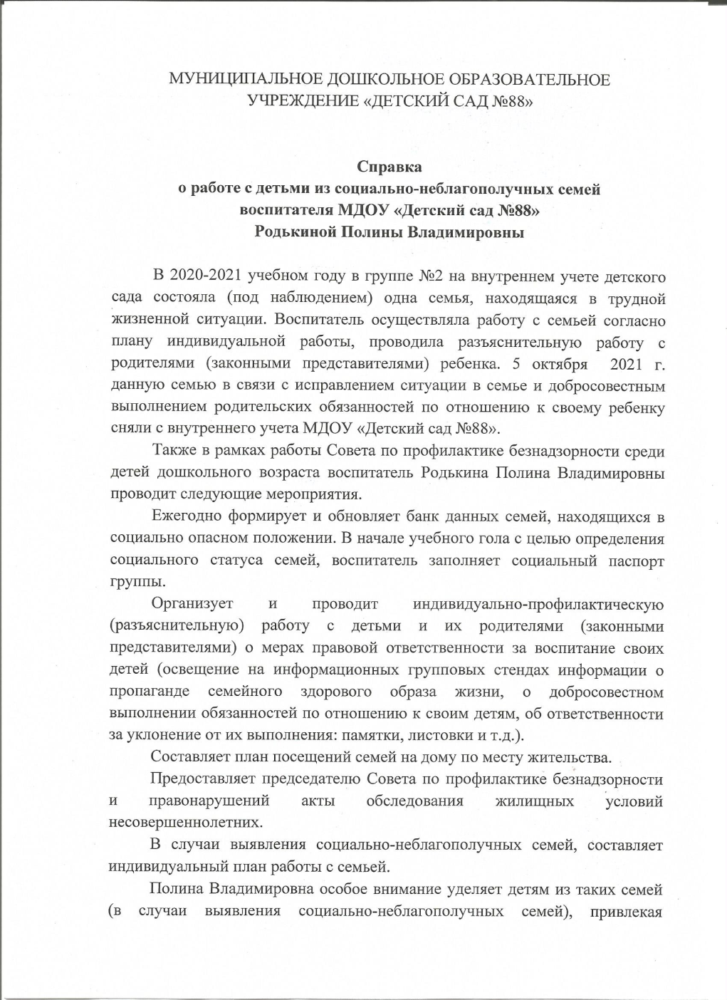 МУНИЦИПАЛЬНОЕ ДОШКОЛЬНОЕ ОБРАЗОВАТЕЛЬНОЕ
УЧРЕЖДЕНИЕ «ДЕТСКИЙ САД №88»
Справка
о работе с детьми из социально-неблагополучных семей
воспитателя МДОУ «Детский сад №88»
Родькиной Полины Владимировны
В 2020-2021 учебном году в группе №2 на внутреннем учете детского
сада состояла (под наблюдением) одна семья, находящаяся в трудной
жизненной ситуации. Воспитатель осуществляла работу с семьей согласно
плану индивидуальной работы, проводила разъяснительную работу с
родителями (законными представителями) ребенка. 5 октября 2021 г.
данную семью в связи с исправлением ситуации в семье и добросовестным
выполнением родительских обязанностей по отношению к своему ребенку
сняли с внутреннего учета МДОУ «Детский сад №88».
Также в рамках работы Совета по профилактике безнадзорности среди
детей дошкольного возраста воспитатель Родькина Полина Владимировны
проводит следующие мероприятия.
Ежегодно формирует и обновляет банк данных семей, находящихся в
социально опасном положении. В начале учебного гола с целью определения
социального статуса семей, воспитатель заполняет социальный паспорт
группы.
Организует и проводит индивидуально-профилактическую
(разъяснительную) работу с детьми и их родителями (законными
представителями) о мерах правовой ответственности за воспитание своих
детей (освещение на информационных групповых стендах информации о
пропаганде семейного здорового образа жизни, о добросовестном
выполнении обязанностей по отношению к своим детям, об ответственности
за уклонение от их выполнения: памятки, листовки и т.д.).
Составляет план посещений семей на дому по месту жительства.
Предоставляет председателю Совета по профилактике безнадзорности
и правонарушений акты обследования жилищных условий
несовершеннолетних.
В случаи выявления социально-неблагополучных семей, составляет
индивидуальный план работы с семьей.
Полина Владимировна особое внимание уделяет детям из таких семей
(в случаи выявления социально-неблагополучных семей), привлекая